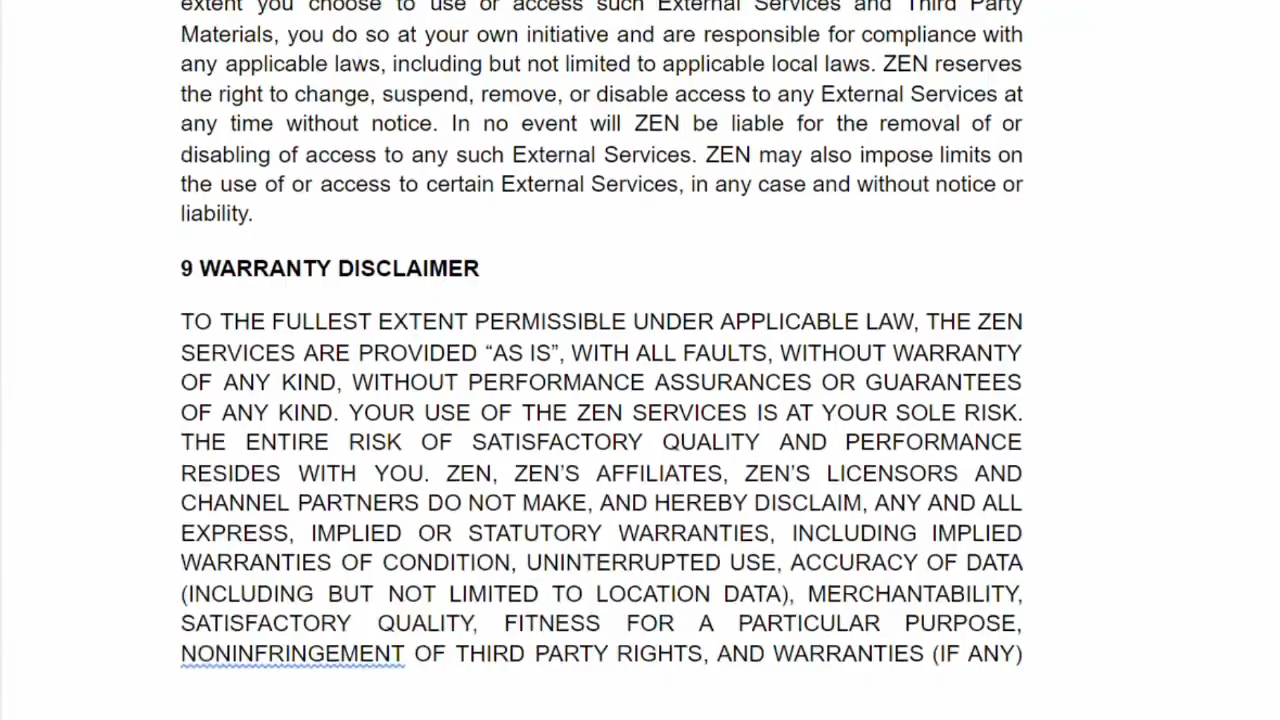 extent you choose to use or access such External Services and Third Party
Materials, you do so at your own initiative and are responsible for compliance with
any applicable laws, including but not limited to applicable local laws. ZEN reserves
the right to change, suspend, remove, or disable access to any External Services at
any time without notice. In no event will ZEN be liable for the removal of or
disabling of access to any such External Services. ZEN may also impose limits on
the use of or access to certain External Services, in any case and without notice or
liability.
9 WARRANTY DISCLAIMER
TO THE FULLEST EXTENT PERMISSIBLE UNDER APPLICABLE LAW, THE ZEN
SERVICES ARE PROVIDED “AS IS”, WITH ALL FAULTS, WITHOUT WARRANTY
OF ANY KIND, WITHOUT PERFORMANCE ASSURANCES OR GUARANTEES
OF ANY KIND. YOUR USE OF THE ZEN SERVICES IS AT YOUR SOLE RISK.
THE ENTIRE RISK OF SATISFACTORY QUALITY AND PERFORMANCE
RESIDES WITH YOU. ZEN, ZEN’S AFFILIATES, ZEN’S LICENSORS AND
CHANNEL PARTNERS DO NOT MAKE, AND HEREBY DISCLAIM, ANY AND ALL
EXPRESS, IMPLIED OR STATUTORY WARRANTIES, INCLUDING IMPLIED
WARRANTIES OF CONDITION, UNINTERRUPTED USE, ACCURACY OF DATA
(INCLUDING BUT NOT LIMITED TO LOCATION DATA), MERCHANTABILITY,
SATISFACTORY QUALITY, FITNESS FOR A PARTICULAR PURPOSE,
NONINFRINGEMENT OF THIRD PARTY RIGHTS, AND WARRANTIES (IF ANY)